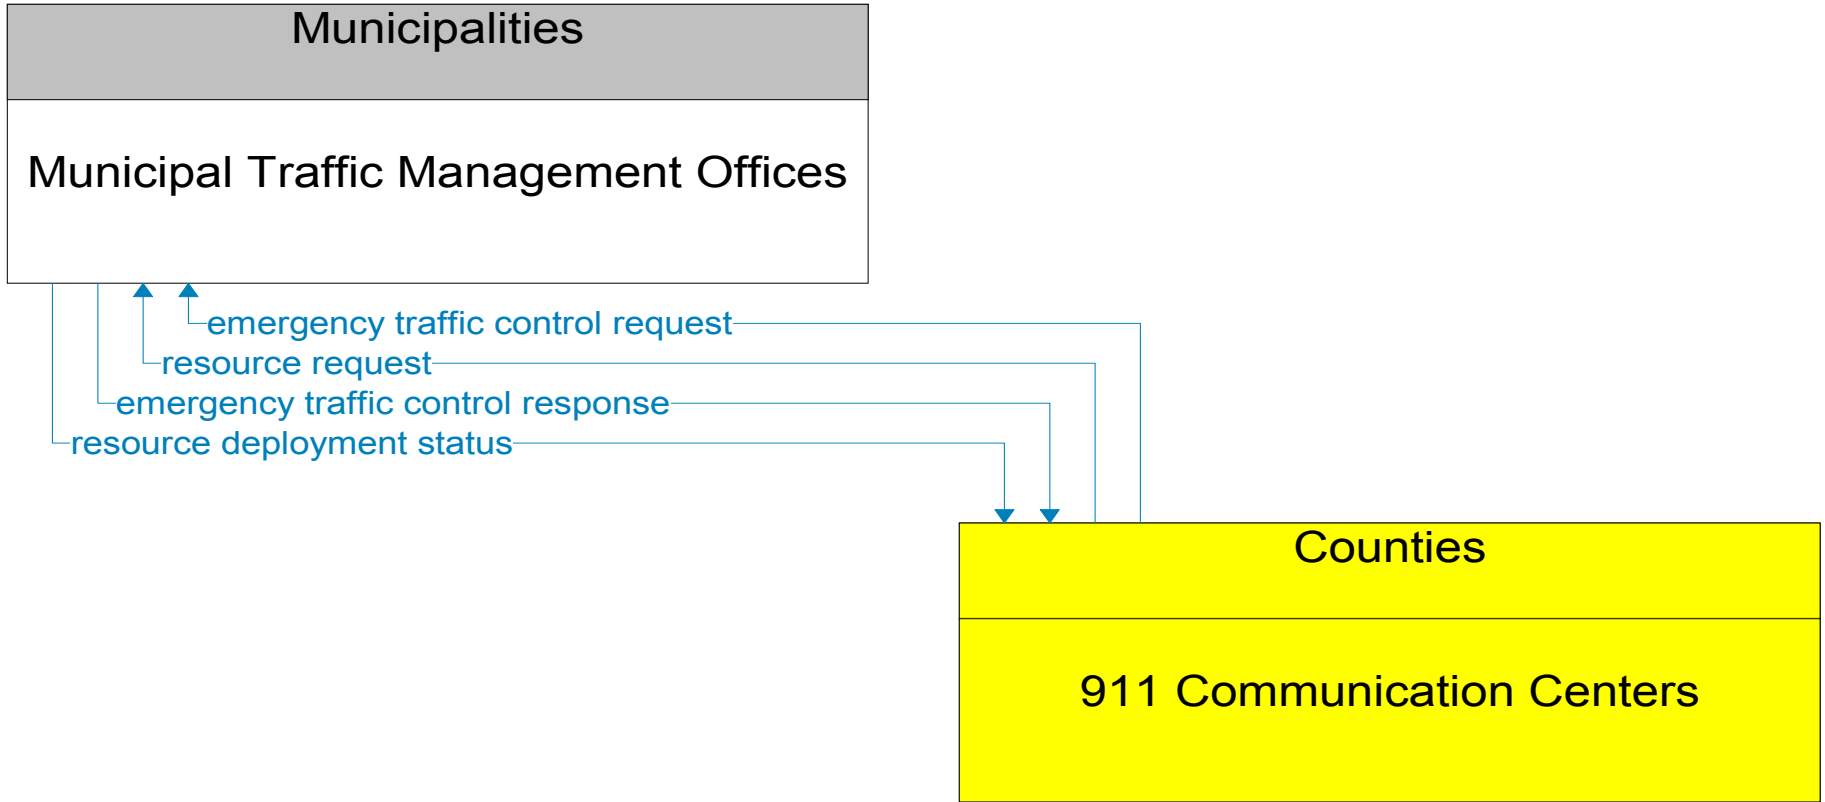 Municipalities
Municipal Traffic Management Offices
emergency traffic control request
resource request
emergency traffic control response
resource deployment status
Counties
911 Communication Centers